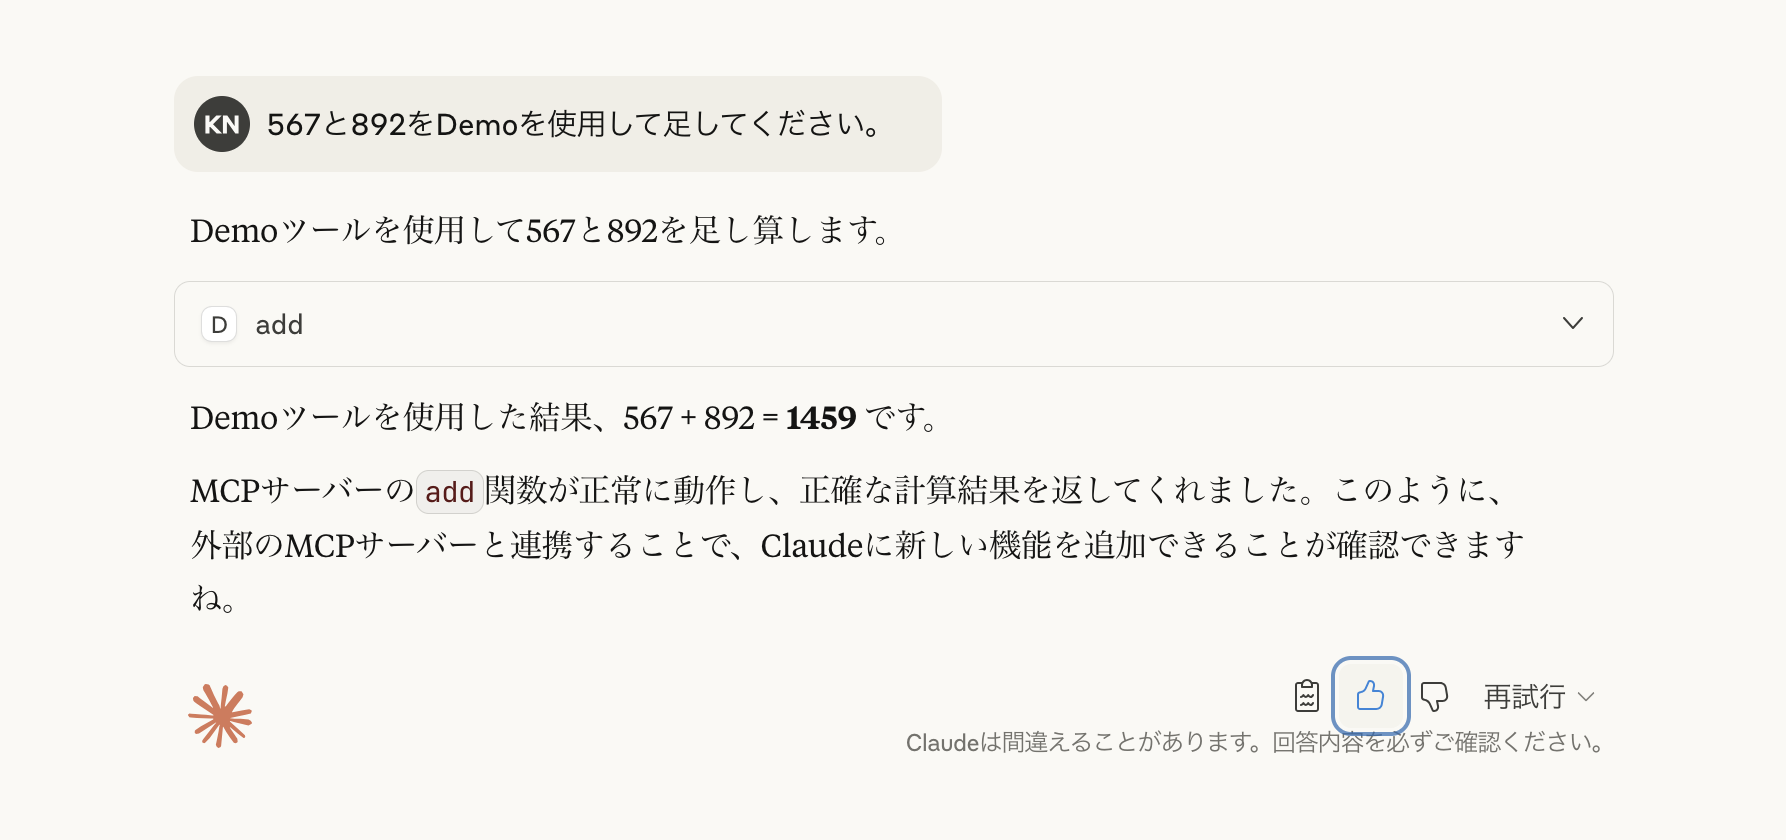 KN 567と892をDemoを使用して足してください。
Demoツールを使用して567と892を足し算します。
D add
Demoツールを使用した結果、567 + 892 = 1459 です。
MCPサーバーのadd関数が正常に動作し、正確な計算結果を返してくれました。このように、
外部のMCPサーバーと連携することで、Claudeに新しい機能を追加できることが確認できます
ね。
再試行
Claudeは間違えることがあります。回答内容を必ずご確認ください。